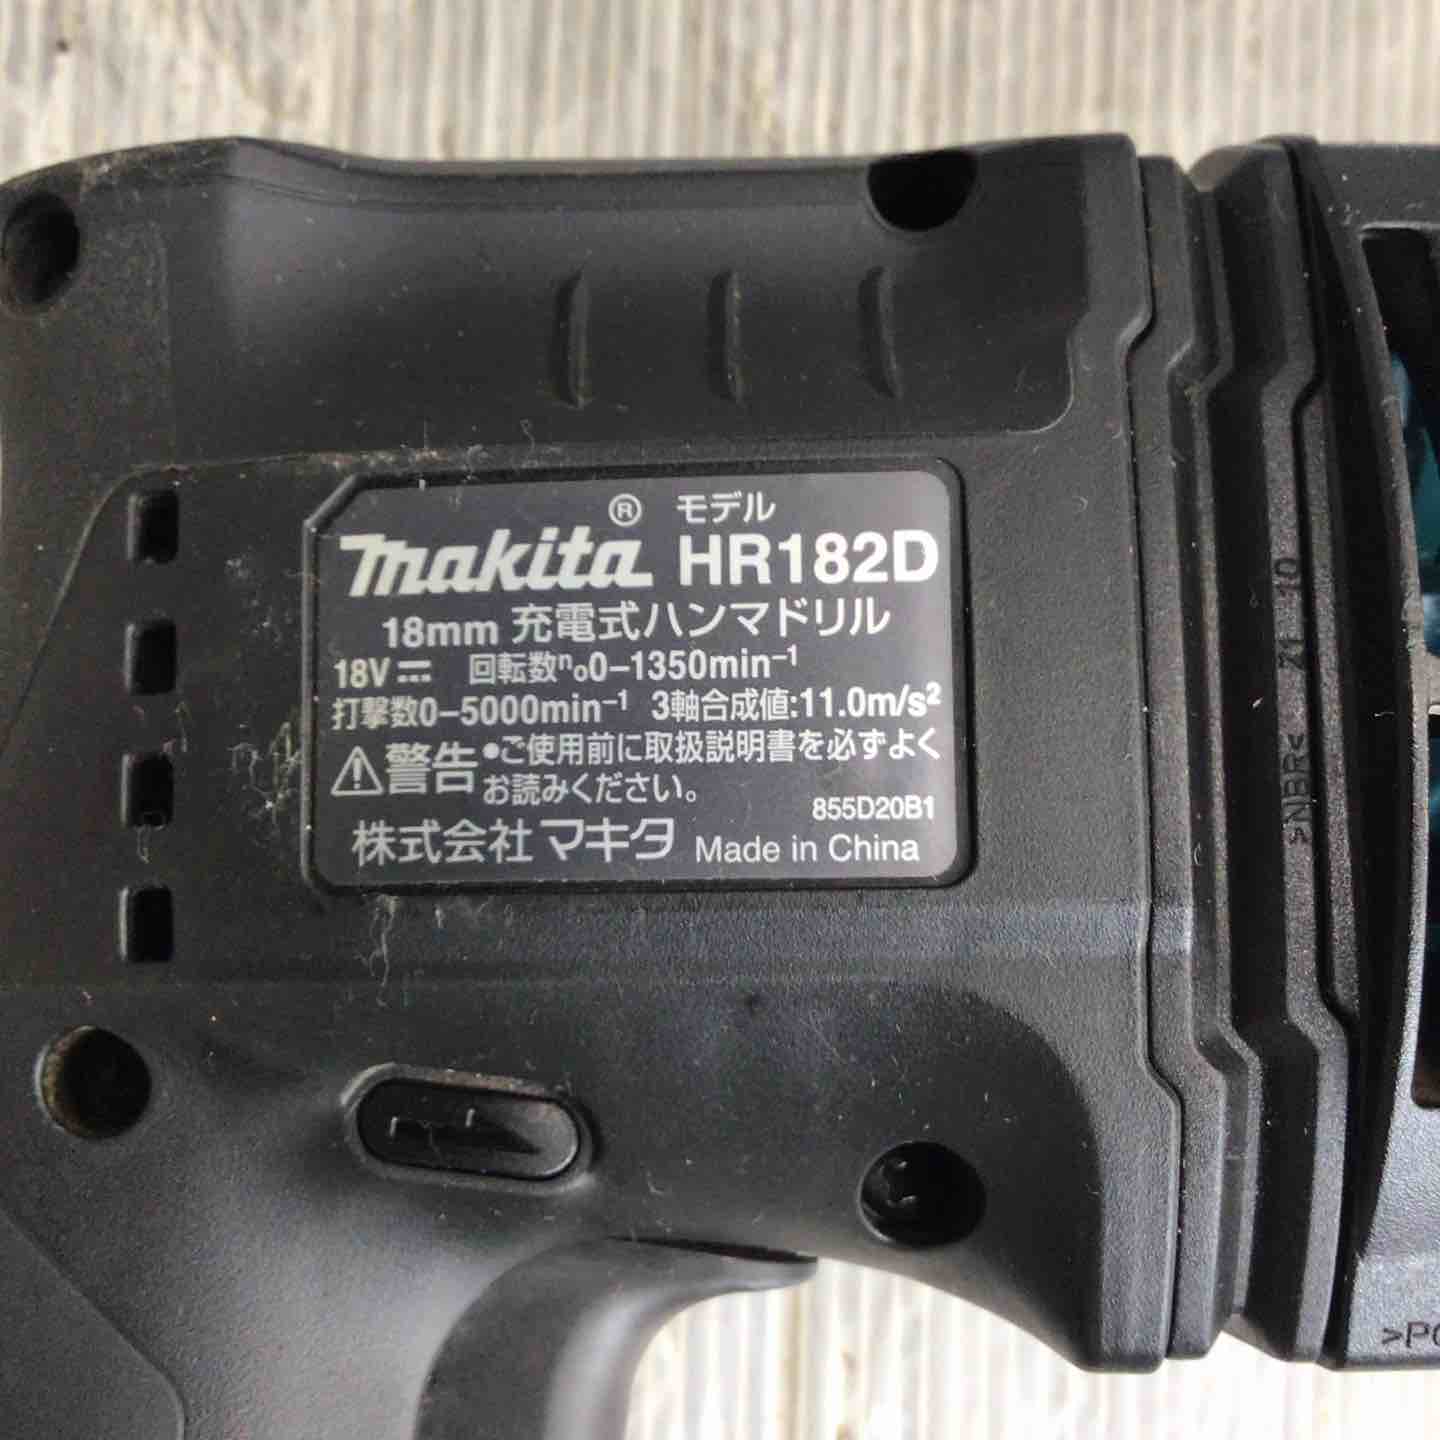 makita® モデル HR182D
18mm 充電式ハンマドリル
18V⎓ 回転数 n₀0–1350min⁻¹
打撃数0–5000min⁻¹ 3軸合成値:11.0m/s²
⚠警告 •ご使用前に取扱説明書を必ずよく
お読みください。
855D20B1
株式会社 マキタ Made in China
>NBR<